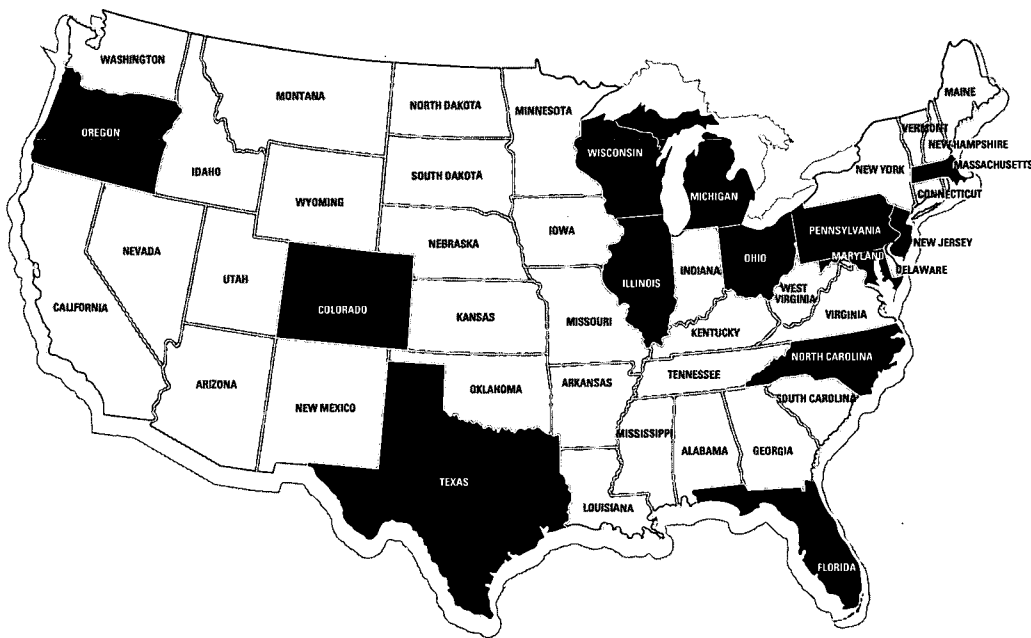 WASHINGTON
MAINE
MONTANA
NORTH DAKOTA
MINNESOTA
VERMONT
OREGON
NEW HAMPSHIRE
WISCONSIN
MASSACHUSETTS
IDAHO
SOUTH DAKOTA
NEW YORK
MICHIGAN
CONNECTICUT
WYOMING
IOWA
PENNSYLVANIA
NEBRASKA
NEW JERSEY
NEVADA
OHIO
MARYLAND
UTAH
ILLINOIS
INDIANA
DELAWARE
WEST
VIRGINIA
CALIFORNIA
COLORADO
KANSAS
MISSOURI
VIRGINIA
KENTUCKY
NORTH CAROLINA
TENNESSEE
ARIZONA
OKLAHOMA
ARKANSAS
NEW MEXICO
SOUTH CAROLINA
MISSISSIPPI
ALABAMA
GEORGIA
TEXAS
LOUISIANA
FLORIDA